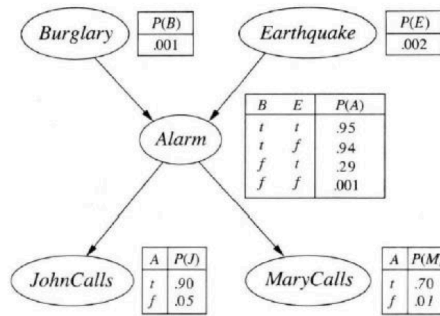 Burglary
P(B)
.001
Earthquake
P(E)
.002
Alarm
B E P(A)
t t .95
t f .94
f t .29
f f .001
JohnCalls
A P(J)
t .90
f .05
MaryCalls
A P(M)
t .70
f .01